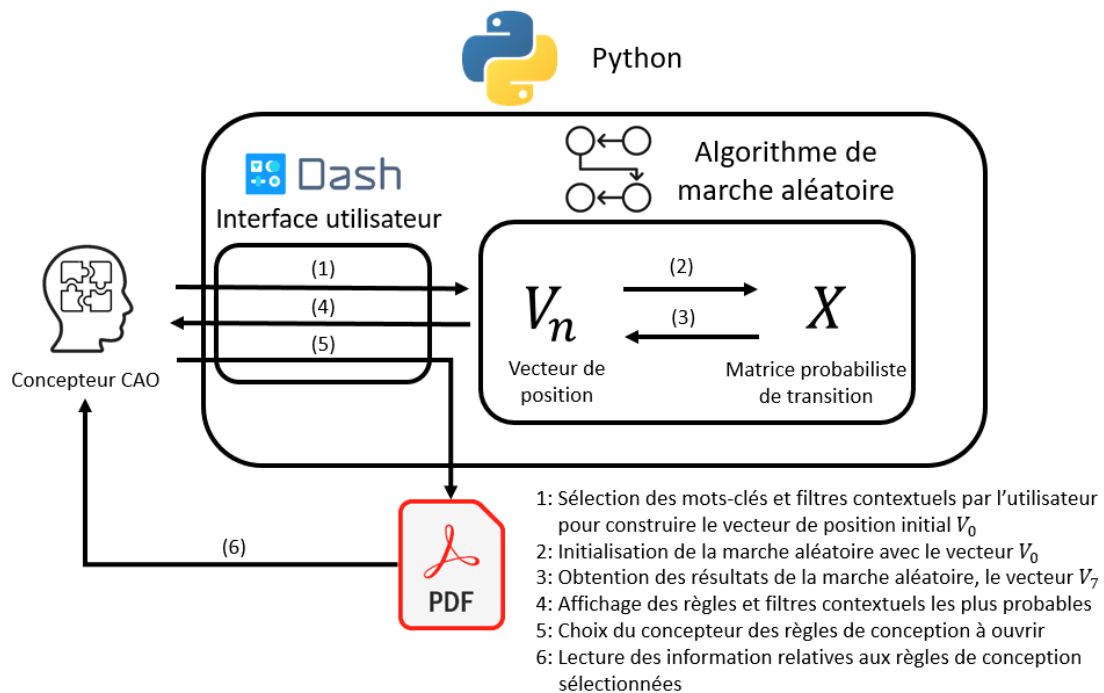 Python
Dash
Algorithme de
marche aléatoire
Interface utilisateur
(1)
(4)
(5)
(2)
(3)
Vₙ
X
Vecteur de
position
Matrice probabiliste
de transition
Concepteur CAO
(6)
PDF
1: Sélection des mots-clés et filtres contextuels par l’utilisateur
pour construire le vecteur de position initial V₀
2: Initialisation de la marche aléatoire avec le vecteur V₀
3: Obtention des résultats de la marche aléatoire, le vecteur V₇
4: Affichage des règles et filtres contextuels les plus probables
5: Choix du concepteur des règles de conception à ouvrir
6: Lecture des information relatives aux règles de conception
sélectionnées